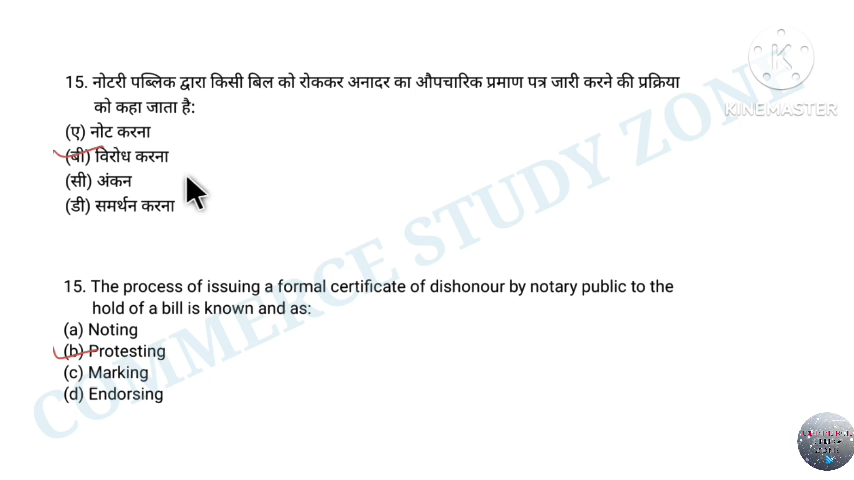 KINEMASTER
15. नोटरी पब्लिक द्वारा किसी बिल को रोककर अनादर का औपचारिक प्रमाण पत्र जारी करने की प्रक्रिया
को कहा जाता है:
(ए) नोट करना
(बी) विरोध करना
(सी) अंकन
(डी) समर्थन करना
COMMERCE STUDY ZONE
15. The process of issuing a formal certificate of dishonour by notary public to the
hold of a bill is known and as:
(a) Noting
(b) Protesting
(c) Marking
(d) Endorsing